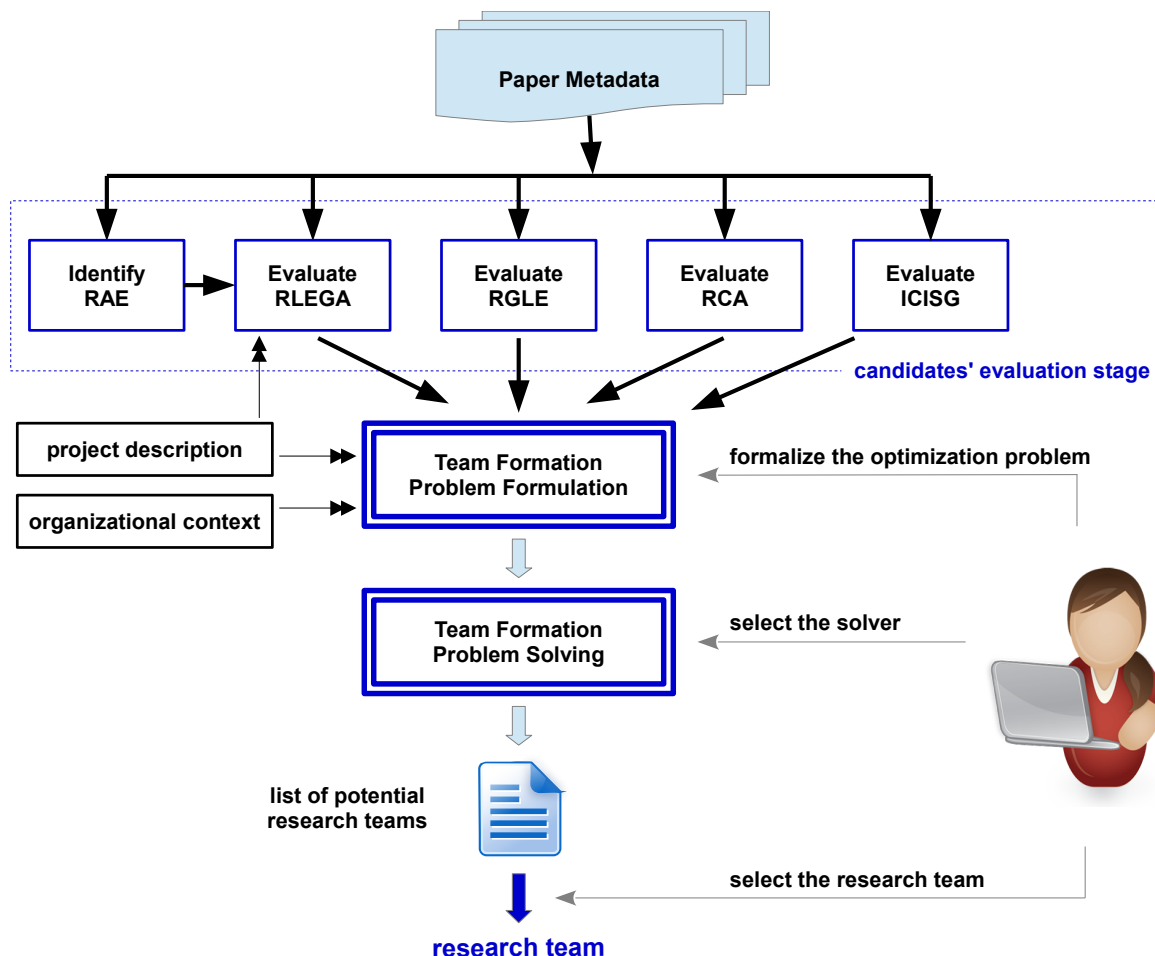 Paper Metadata
Identify
RAE
Evaluate
RLEGA
Evaluate
RGLE
Evaluate
RCA
Evaluate
ICISG
candidates' evaluation stage
project description
organizational context
Team Formation
Problem Formulation
formalize the optimization problem
Team Formation
Problem Solving
select the solver
list of potential
research teams
select the research team
research team